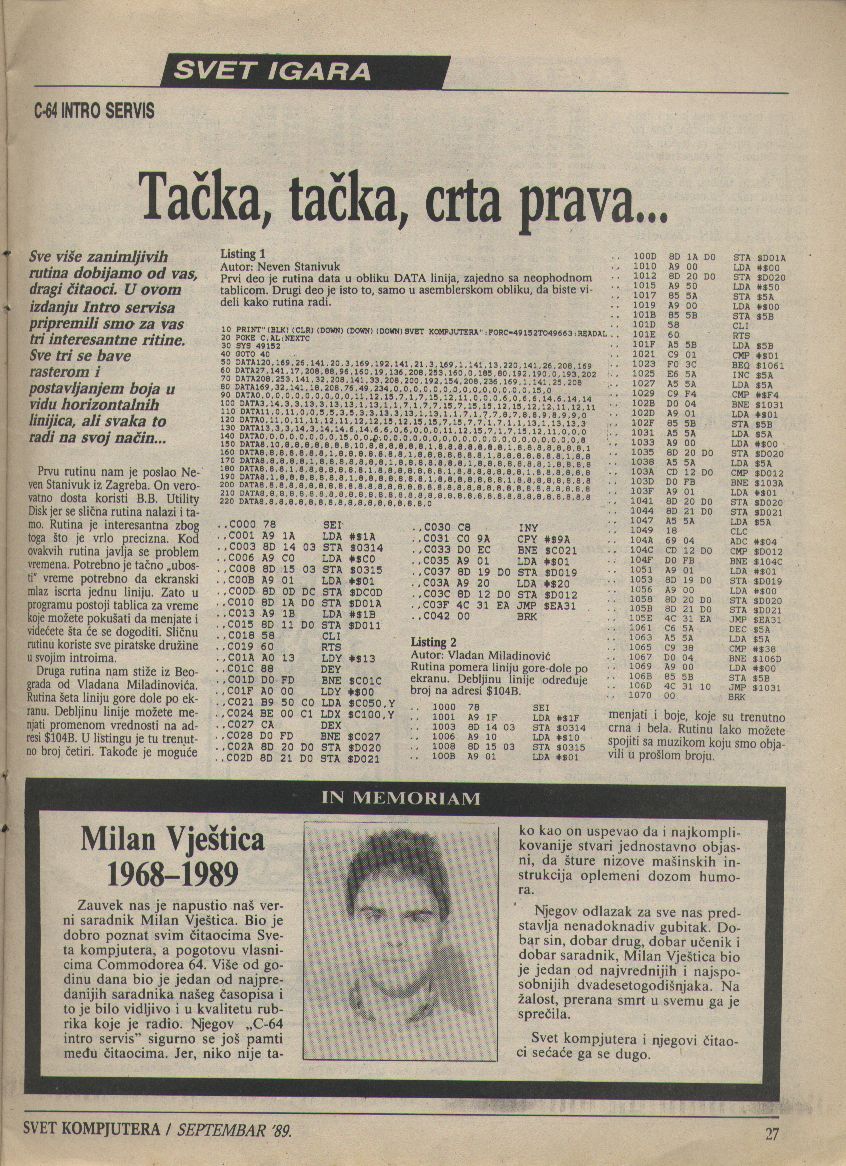 SVET IGARA
C-64 INTRO SERVIS
Tačka, tačka, crta prava...
Sve više zanimljivih
rutina dobijamo od vas,
dragi čitaoci. U ovom
izdanju Intro servisa
pripremili smo za vas
tri interesantne ritine.
Sve tri se bave
rasterom i
postavljanjem boja u
vidu horizontalnih
linijica, ali svaka to
radi na svoj način...
Prvu rutinu nam je poslao Ne-
ven Stanivuk iz Zagreba. On vero-
vatno dosta koristi B.B. Utility
Disk jer se slična rutina nalazi i ta-
mo. Rutina je interesantna zbog
toga što je vrlo precizna. Kod
ovakvih rutina javlja se problem
vremena. Potrebno je tačno „ubos-
ti” vreme potrebno da ekranski
mlaz iscrta jednu liniju. Zato u
programu postoji tablica za vreme
koje možete pokušati da menjate i
videćete šta će se dogoditi. Sličnu
rutinu koriste sve piratske družine
u svojim introima.
Druga rutina nam stiže iz Beo-
grada od Vladana Miladinovića.
Rutina šeta liniju gore dole po ek-
ranu. Debljinu linije možete me-
njati promenom vrednosti na ad-
resi $104B. U listingu je tu trenut-
no broj četiri. Takođe je moguće
Listing 1
Autor: Neven Stanivuk
Prvi deo je rutina data u obliku DATA linija, zajedno sa neophodnom
tablicom. Drugi deo je isto to, samo u asemblerskom obliku, da biste vi-
deli kako rutina radi.
10 PRINT"(BLK)(CLR)(DOWN)(DOWN)(DOWN)SVET KOMPJUTERA":FORC=49152TO49663:READAL
20 POKE C,AL:NEXTC
30 SYS 49152
40 GOTO 40
.,C000 78 SEI
.,C001 A9 1A LDA #$1A
.,C003 8D 14 03 STA $0314
.,C006 A9 C0 LDA #$C0
.,C008 8D 15 03 STA $0315
.,C00B A9 01 LDA #$01
.,C00D 8D 0D DC STA $DC0D
.,C010 8D 1A D0 STA $D01A
.,C013 A9 1B LDA #$1B
.,C015 8D 11 D0 STA $D011
.,C018 58 CLI
.,C019 60 RTS
.,C01A A0 13 LDY #$13
.,C01C 88 DEY
.,C01D D0 FD BNE $C01C
.,C01F A0 00 LDY #$00
.,C021 B9 50 C0 LDA $C050,Y
.,C024 BE 00 C1 LDX $C100,Y
.,C027 CA DEX
.,C028 D0 FD BNE $C027
.,C02A 8D 20 D0 STA $D020
.,C02D 8D 21 D0 STA $D021
.,C030 C8 INY
.,C031 C0 9A CPY #$9A
.,C033 D0 EC BNE $C021
.,C035 A9 01 LDA #$01
.,C037 8D 19 D0 STA $D019
.,C03A A9 20 LDA #$20
.,C03C 8D 12 D0 STA $D012
.,C03F 4C 31 EA JMP $EA31
.,C042 00 BRK
Listing 2
Autor: Vladan Miladinović
Rutina pomera liniju gore-dole po
ekranu. Debljinu linije određuje
broj na adresi $104B.
.. 1000 78 SEI
.. 1001 A9 1F LDA #$1F
.. 1003 8D 14 03 STA $0314
.. 1006 A9 10 LDA #$10
.. 1008 8D 15 03 STA $0315
.. 100B A9 01 LDA #$01
.. 100D 8D 1A D0 STA $D01A
.. 1010 A9 00 LDA #$00
.. 1012 8D 20 D0 STA $D020
.. 1015 A9 50 LDA #$50
.. 1017 85 5A STA $5A
.. 1019 A9 00 LDA #$00
.. 101B 85 5B STA $5B
.. 101D 58 CLI
.. 101E 60 RTS
.. 101F A5 5B LDA $5B
.. 1021 C9 01 CMP #$01
.. 1023 F0 3C BEQ $1061
.. 1025 E6 5A INC $5A
.. 1027 A5 5A LDA $5A
.. 1029 C9 F4 CMP #$F4
.. 102B D0 04 BNE $1031
.. 102D A9 01 LDA #$01
.. 102F 85 5B STA $5B
.. 1031 A5 5A LDA $5A
.. 1033 A9 00 LDA #$00
.. 1035 8D 20 D0 STA $D020
.. 1038 A5 5A LDA $5A
.. 103A CD 12 D0 CMP $D012
.. 103D D0 FB BNE $103A
.. 103F A9 01 LDA #$01
.. 1041 8D 20 D0 STA $D020
.. 1044 8D 21 D0 STA $D021
.. 1047 A5 5A LDA $5A
.. 1049 18 CLC
.. 104A 69 04 ADC #$04
.. 104C CD 12 D0 CMP $D012
.. 104F D0 FB BNE $104C
.. 1051 A9 01 LDA #$01
.. 1053 8D 19 D0 STA $D019
.. 1056 A9 00 LDA #$00
.. 1058 8D 20 D0 STA $D020
.. 105B 8D 21 D0 STA $D021
.. 105E 4C 31 EA JMP $EA31
.. 1061 C6 5A DEC $5A
.. 1063 A5 5A LDA $5A
.. 1065 C9 38 CMP #$38
.. 1067 D0 04 BNE $106D
.. 1069 A9 00 LDA #$00
.. 106B 85 5B STA $5B
.. 106D 4C 31 10 JMP $1031
.. 1070 00 BRK
menjati i boje, koje su trenutno
crna i bela. Rutinu lako možete
spojiti sa muzikom koju smo obja-
vili u prošlom broju.
IN MEMORIAM
Milan Vještica
1968–1989
Zauvek nas je napustio naš ver-
ni saradnik Milan Vještica. Bio je
dobro poznat svim čitaocima Sve-
ta kompjutera, a pogotovu vlasni-
cima Commodorea 64. Više od go-
dinu dana bio je jedan od najpre-
danijih saradnika našeg časopisa i
to je bilo vidljivo i u kvalitetu rub-
rika koje je radio. Njegov „C-64
intro servis” sigurno se još pamti
među čitaocima. Jer, niko nije ta-
ko kao on uspevao da i najkompli-
kovanije stvari jednostavno objas-
ni, da šture nizove mašinskih in-
strukcija oplemeni dozom humo-
ra.
Njegov odlazak za sve nas pred-
stavlja nenadoknadiv gubitak. Do-
bar sin, dobar drug, dobar učenik i
dobar saradnik, Milan Vještica bio
je jedan od najvrednijih i najspo-
sobnijih dvadesetogodišnjaka. Na
žalost, prerana smrt u svemu ga je
sprečila.
Svet kompjutera i njegovi čitao-
ci sećaće ga se dugo.
SVET KOMPJUTERA / SEPTEMBAR '89.
27